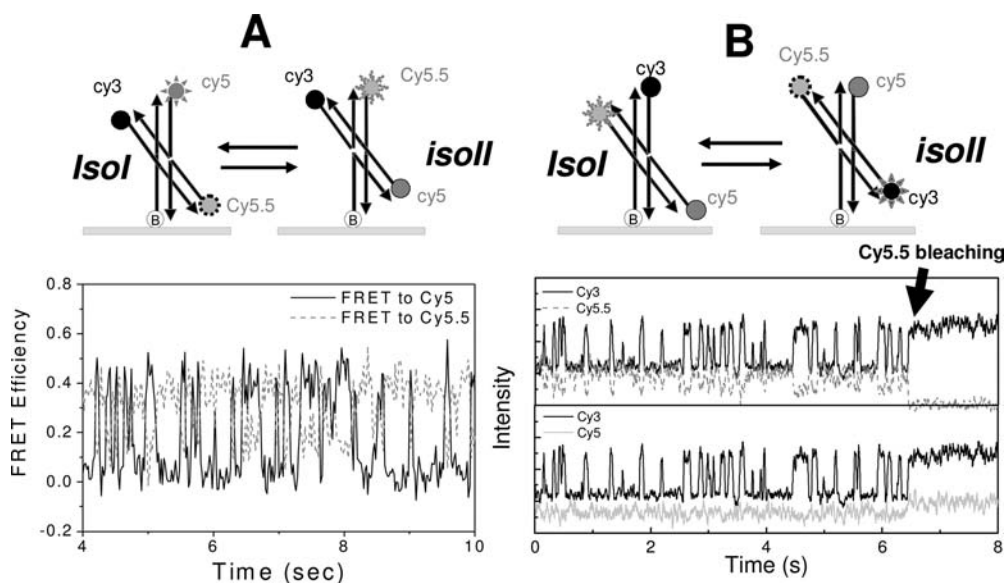 A
cy3
cy5
IsoI
Cy5.5
B
cy3
Cy5.5
isoII
cy5
B
B
cy3
IsoI
cy5
B
Cy5.5
cy5
isoII
cy3
B
FRET Efficiency
0.8
0.6
0.4
0.2
0.0
-0.2
FRET to Cy5
FRET to Cy5.5
4
6
8
10
Time (sec)
Cy5.5 bleaching
Intensity
Cy3
Cy5.5
Cy3
Cy5
0
2
4
6
8
Time (s)